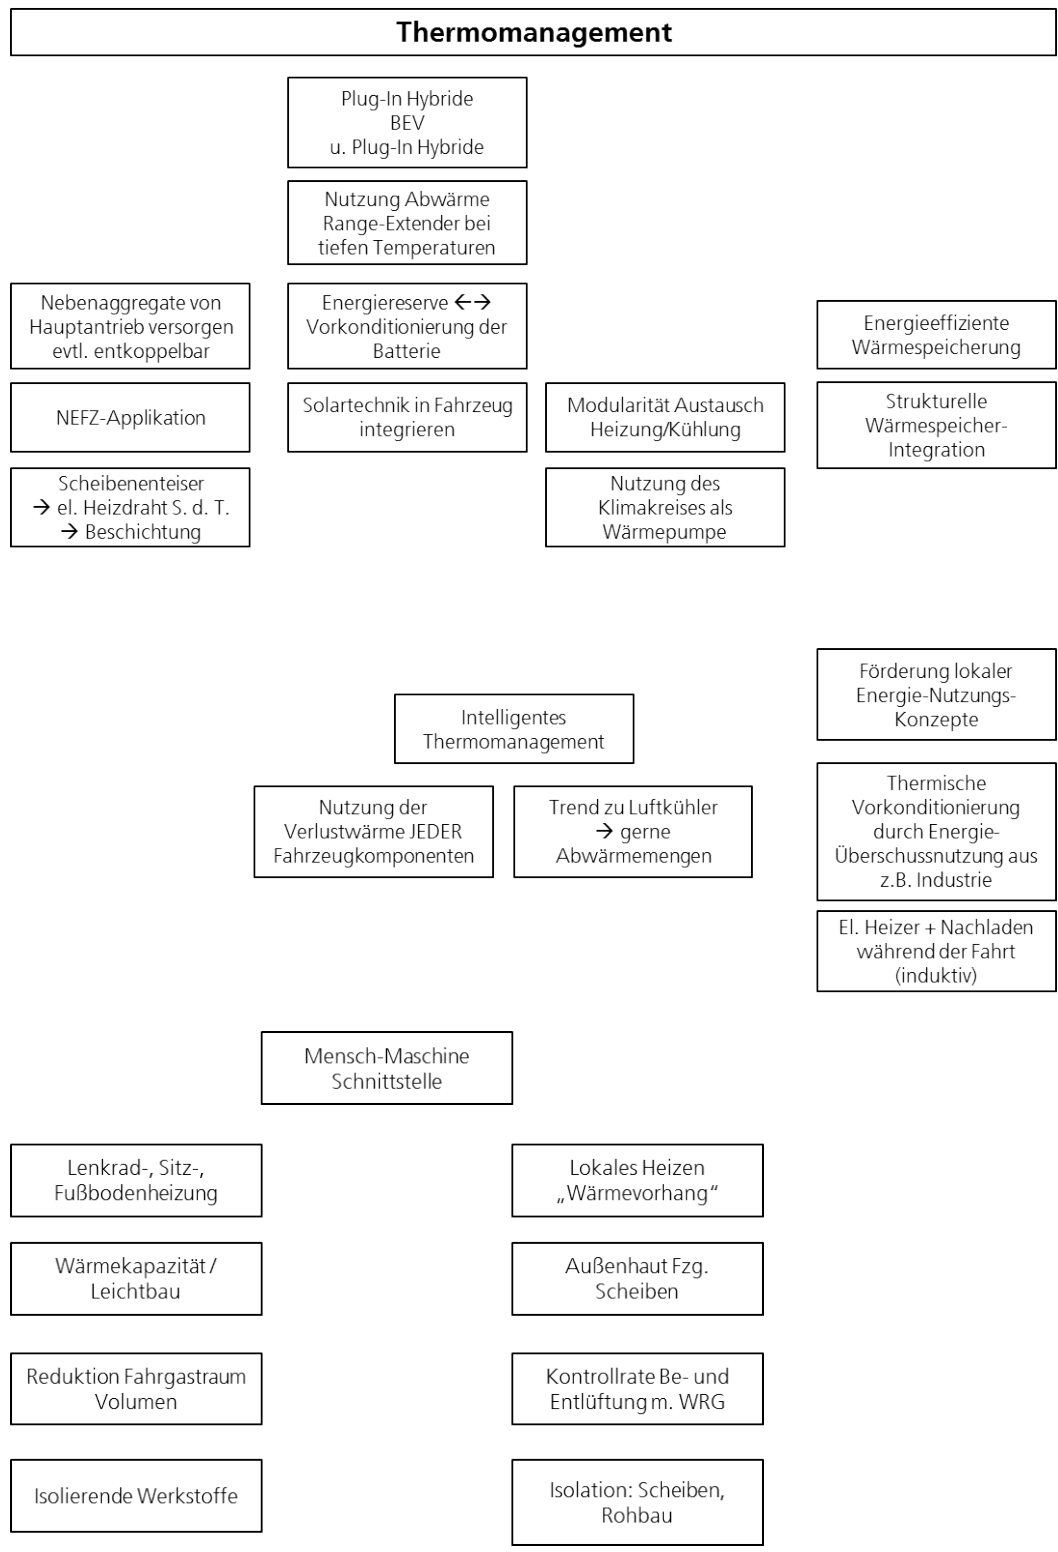 Thermomanagement
Plug-In Hybride
BEV
u. Plug-In Hybride
Nutzung Abwärme
Range-Extender bei
tiefen Temperaturen
Nebenaggregate von
Hauptantrieb versorgen
evtl. entkoppelbar
Energiereserve ←→
Vorkonditionierung der
Batterie
Energieeffiziente
Wärmespeicherung
NEFZ-Applikation
Solartechnik in Fahrzeug
integrieren
Modularität Austausch
Heizung/Kühlung
Strukturelle
Wärmespeicher-
Integration
Scheibenenteiser
→ el. Heizdraht S. d. T.
→ Beschichtung
Nutzung des
Klimakreises als
Wärmepumpe
Förderung lokaler
Energie-Nutzungs-
Konzepte
Intelligentes
Thermomanagement
Nutzung der
Verlustwärme JEDER
Fahrzeugkomponenten
Trend zu Luftkühler
→ gerne
Abwärmemengen
Thermische
Vorkonditionierung
durch Energie-
Überschussnutzung aus
z.B. Industrie
El. Heizer + Nachladen
während der Fahrt
(induktiv)
Mensch-Maschine
Schnittstelle
Lenkrad-, Sitz-,
Fußbodenheizung
Lokales Heizen
„Wärmevorhang“
Wärmekapazität /
Leichtbau
Außenhaut Fzg.
Scheiben
Reduktion Fahrgastraum
Volumen
Kontrollrate Be- und
Entlüftung m. WRG
Isolierende Werkstoffe
Isolation: Scheiben,
Rohbau